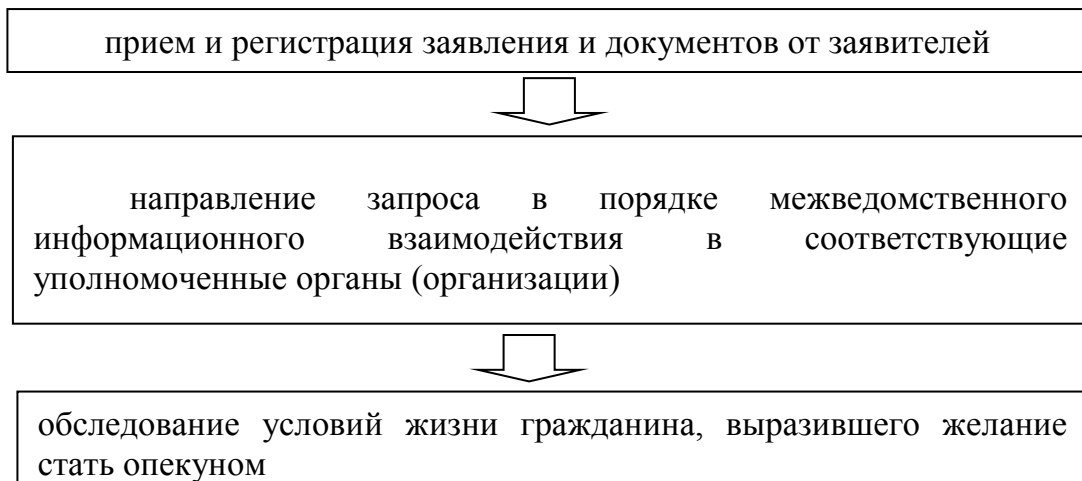 прием и регистрация заявления и документов от заявителей
направление запроса в порядке межведомственного
информационного взаимодействия в соответствующие
уполномоченные органы (организации)
обследование условий жизни гражданина, выразившего желание
стать опекуном